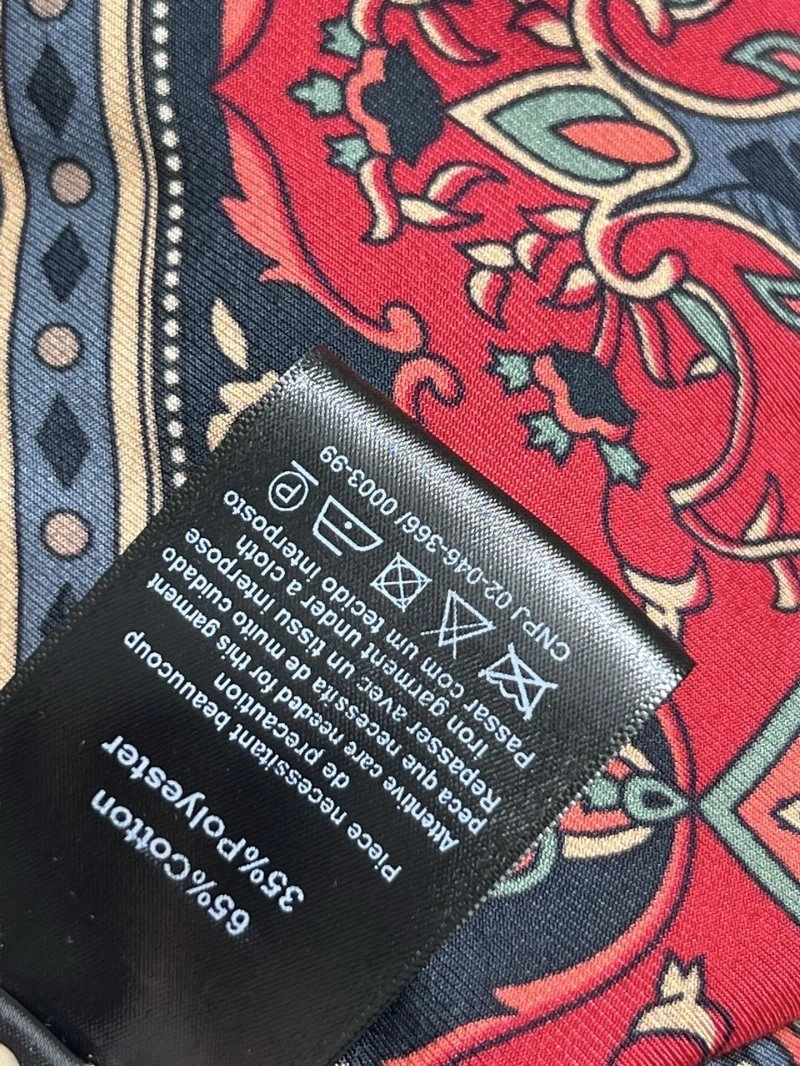 65%Cotton
35%Polyester
Piece necessitant beaucoup
de precaution
Attentive care needed for this garment
peca que necessita de muito cuidado
Repasser avec. un tissu interpose
Iron garment under a cloth
Passar com um tecido interposto
P
CNPJ 02-046-366/ 0003-99